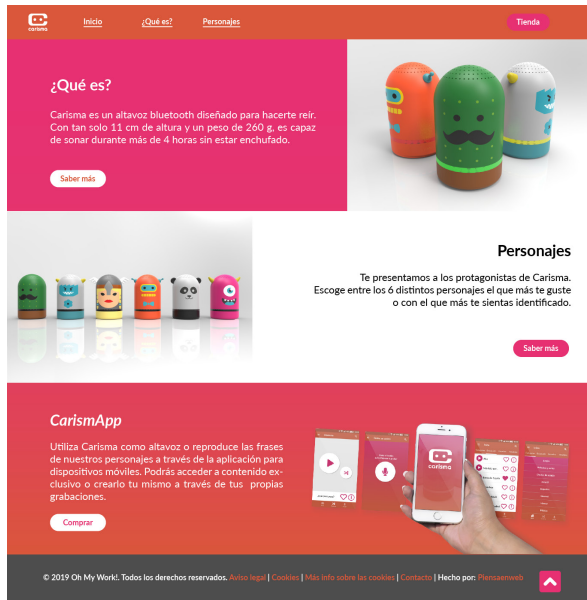 carisma
Inicio
¿Qué es?
Personajes
Tienda
¿Qué es?
Carisma es un altavoz bluetooth diseñado para hacerte reír.
Con tan solo 11 cm de altura y un peso de 260 g, es capaz
de sonar durante más de 4 horas sin estar enchufado.
Saber más
Personajes
Te presentamos a los protagonistas de Carisma.
Escoge entre los 6 distintos personajes el que más te guste
o con el que más te sientas identificado.
Saber más
CarismApp
Utiliza Carisma como altavoz o reproduce las frases
de nuestros personajes a través de la aplicación para
dispositivos móviles. Podrás acceder a contenido ex-
clusivo o crearlo tu mismo a través de tus propias
grabaciones.
Comprar
carisma
© 2019 Oh My Work!. Todos los derechos reservados. Aviso legal | Cookies | Más info sobre las cookies | Contacto | Hecho por: Piensaenweb